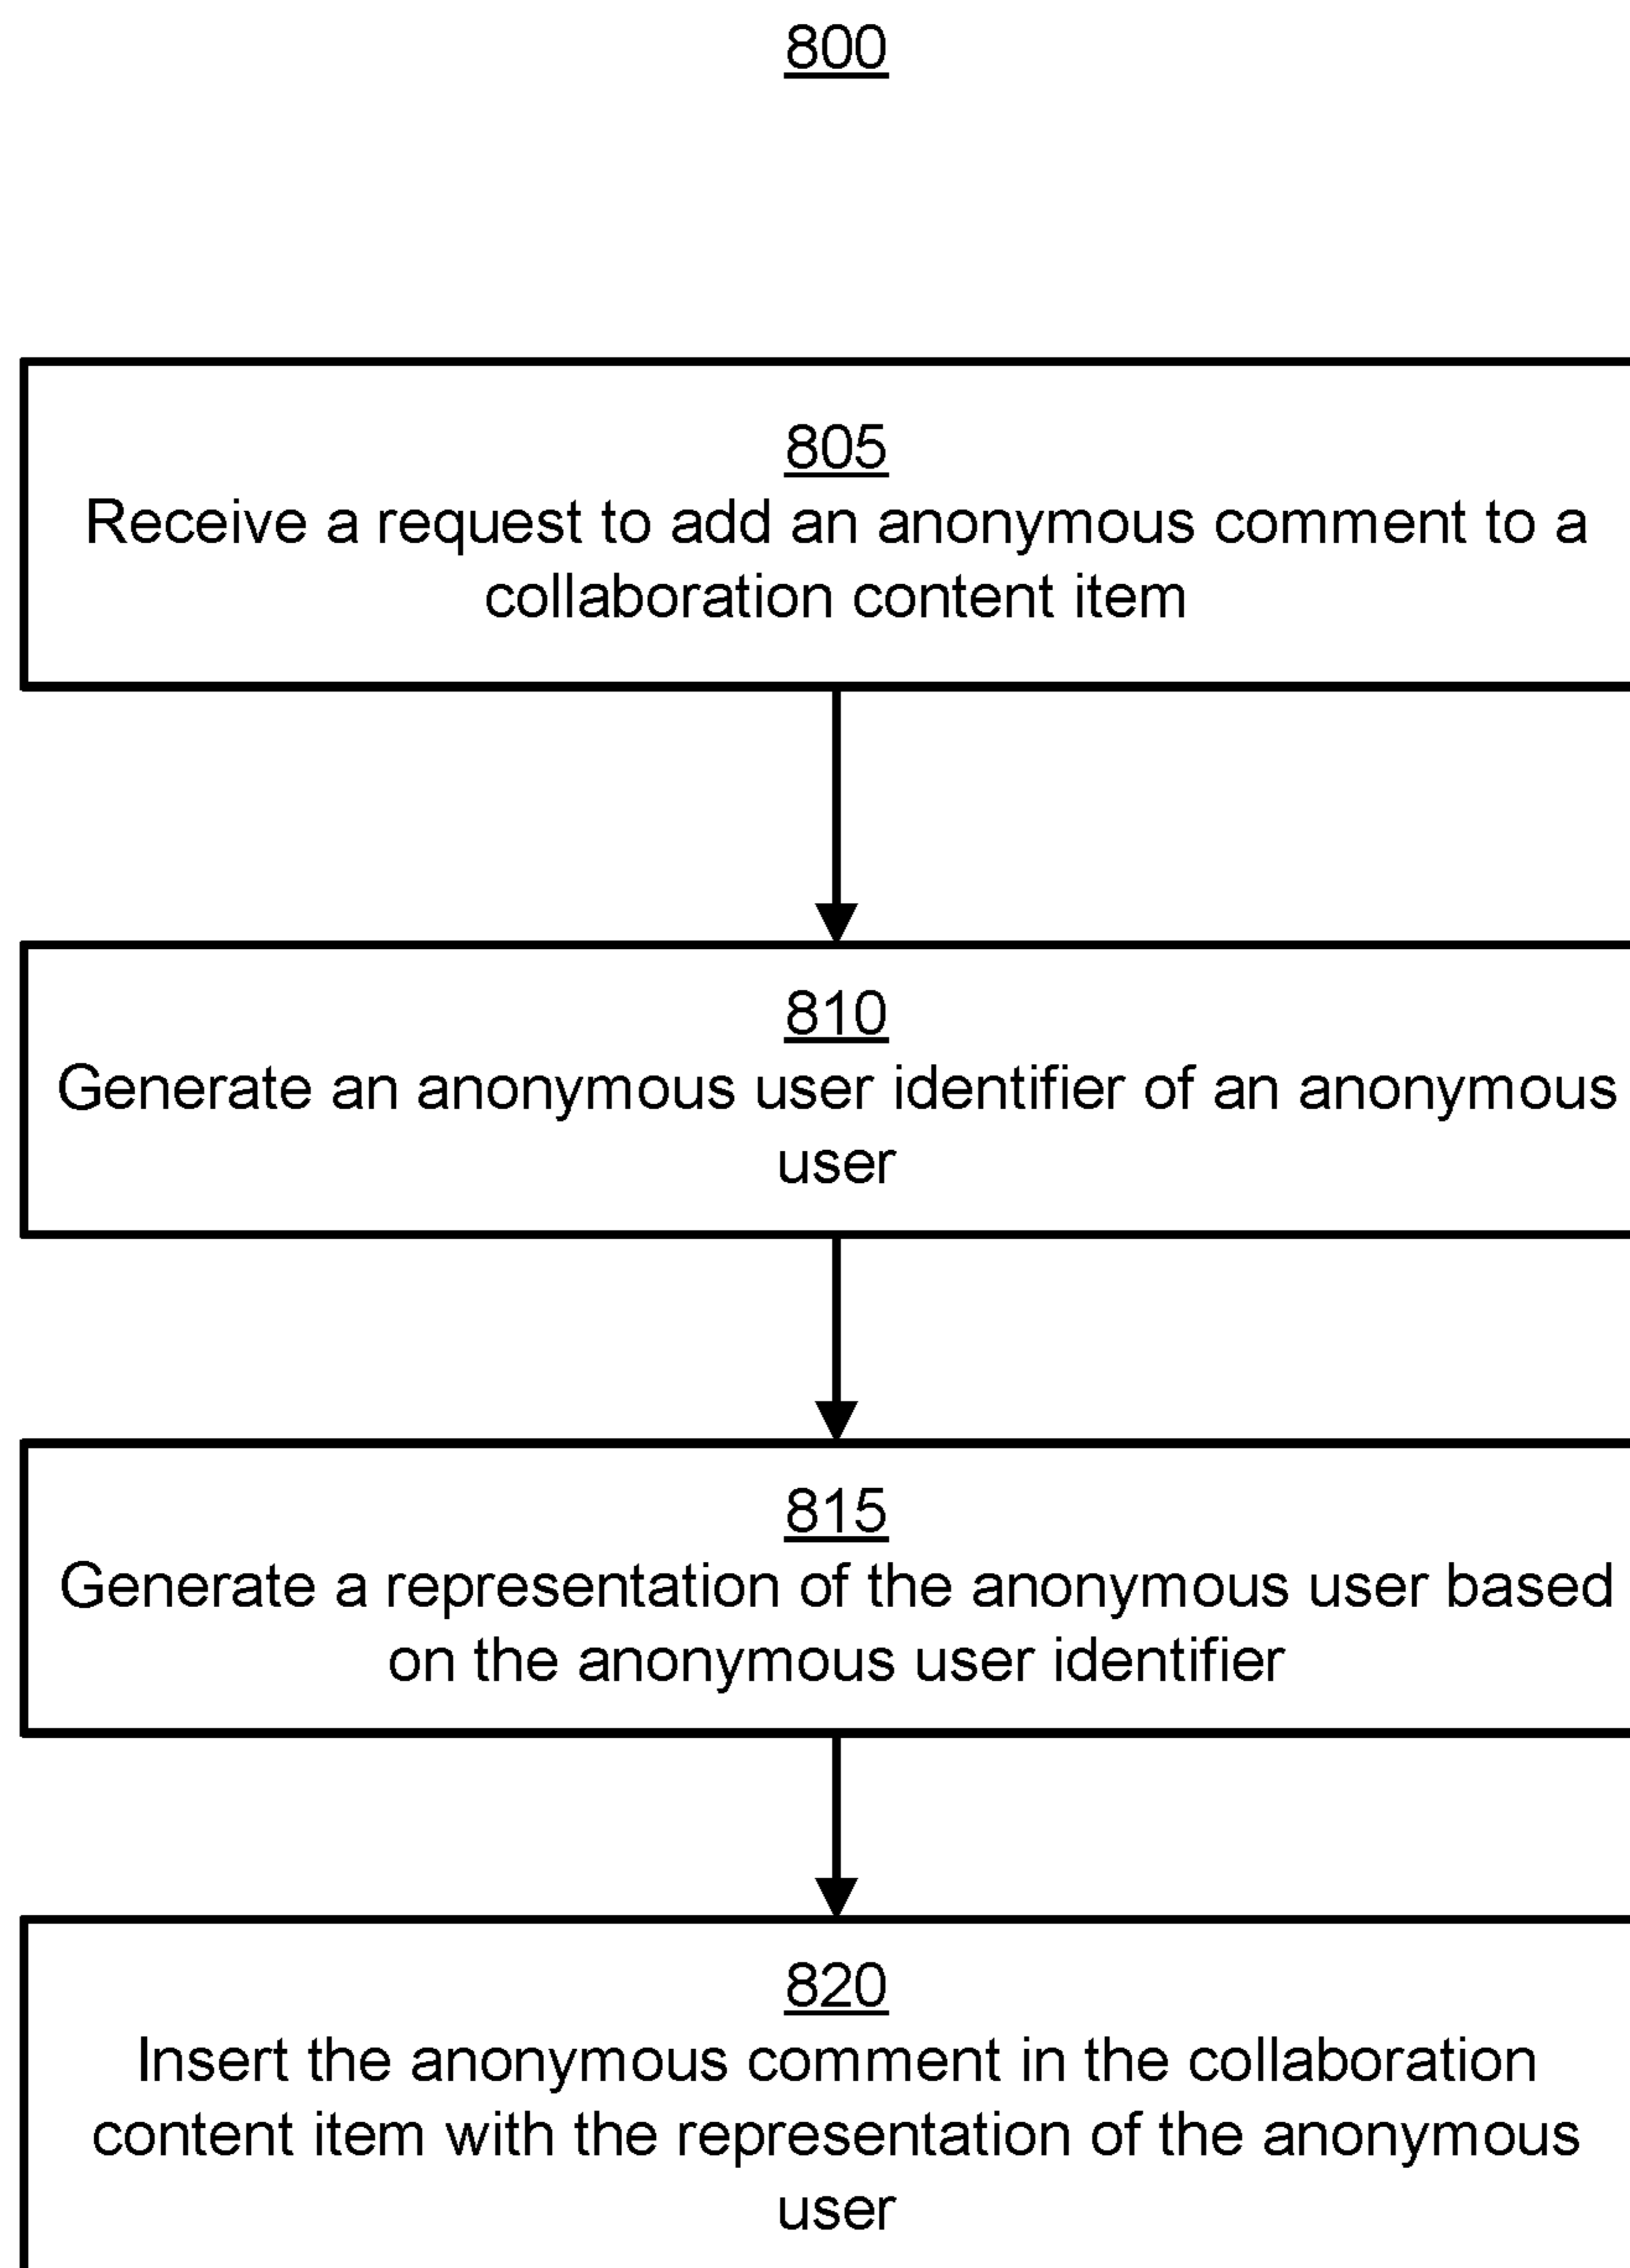 800
805
Receive a request to add an anonymous comment to a
collaboration content item
810
Generate an anonymous user identifier of an anonymous
user
815
Generate a representation of the anonymous user based
on the anonymous user identifier
820
Insert the anonymous comment in the collaboration
content item with the representation of the anonymous
user